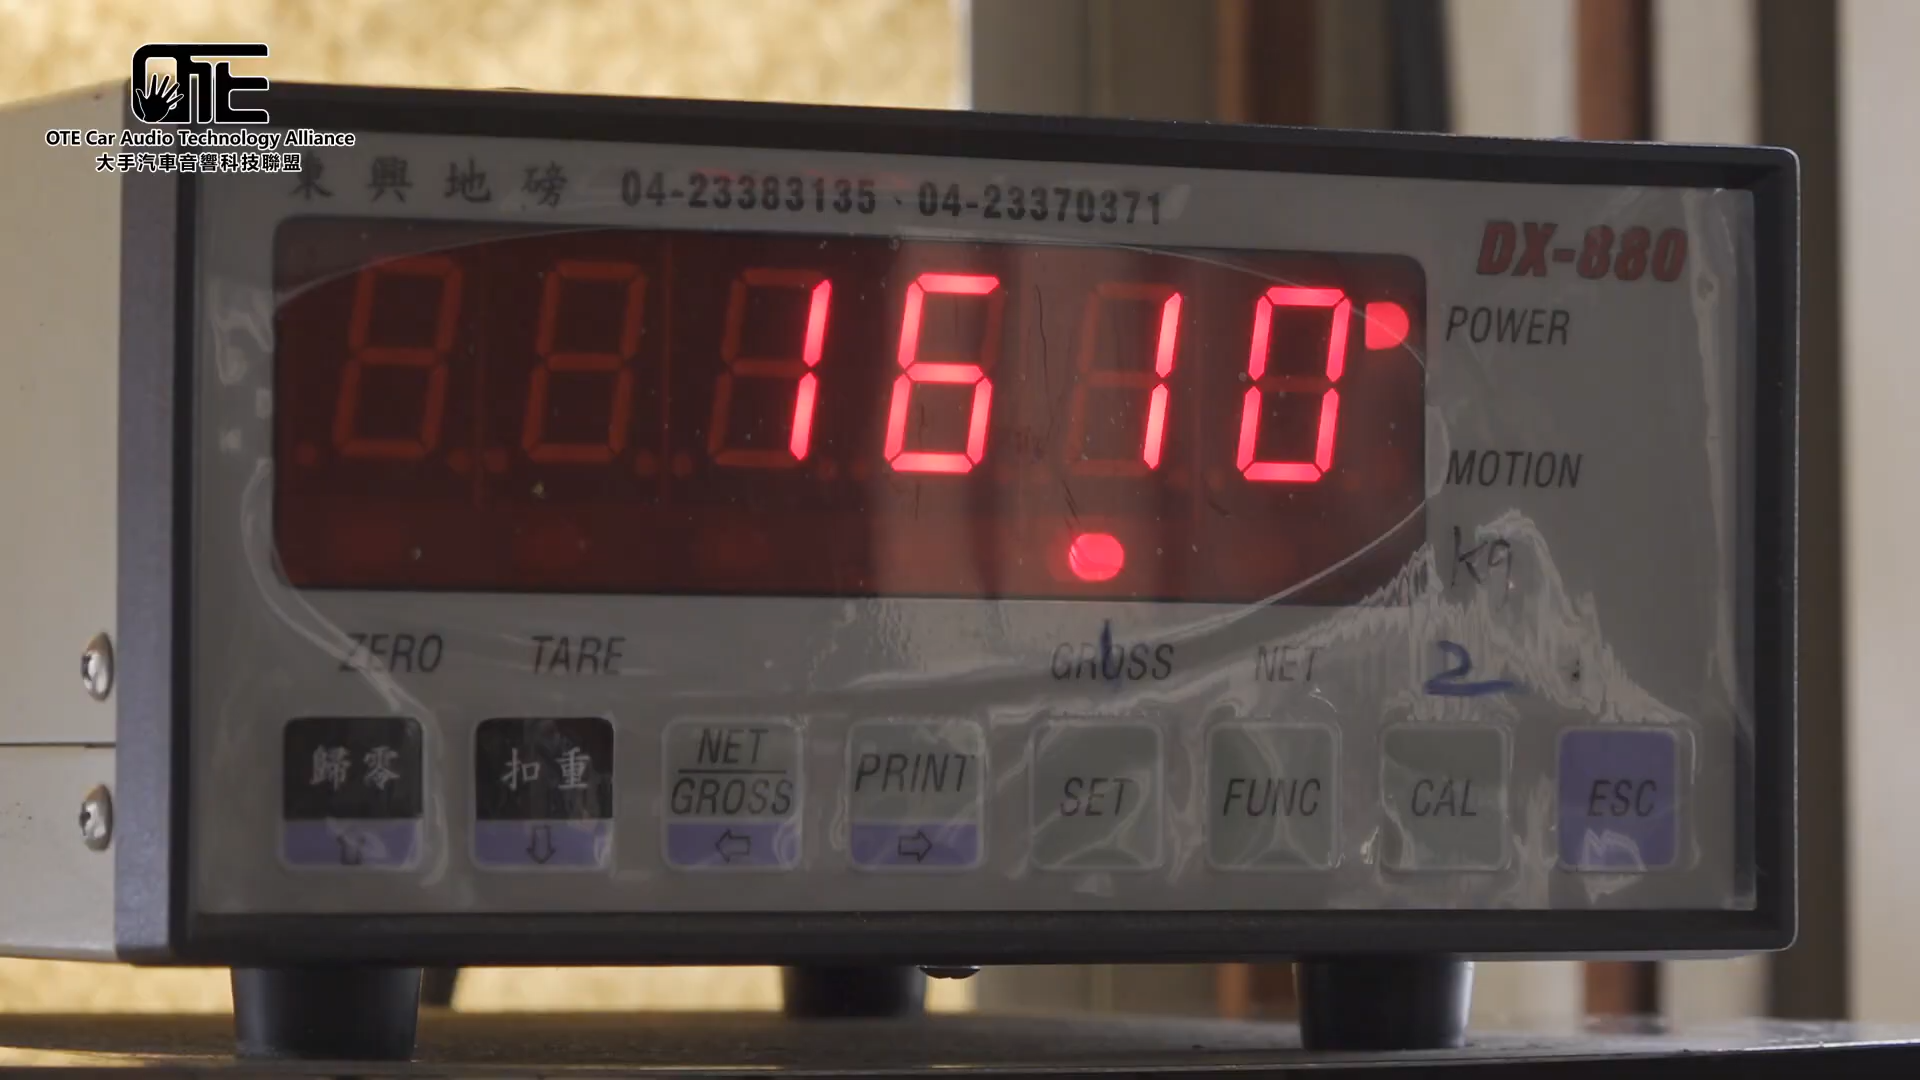 OTE
OTE Car Audio Technology Alliance
大手汽車音響科技聯盟
東興地磅 04-23383135、04-23370371
DX-880
1610
POWER
MOTION
kg
ZERO TARE GROSS NET
1 2
歸零 扣重 NET GROSS PRINT SET FUNC CAL ESC